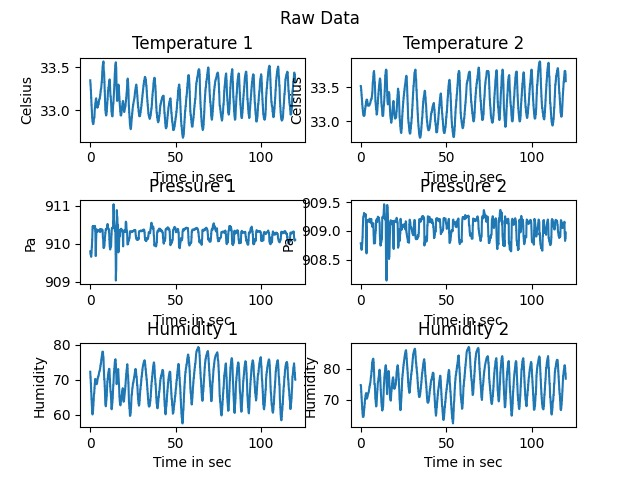 Raw Data
Temperature 1
Temperature 2
33.5
33.0
Celsius
0
50
100
Time in sec
33.5
33.0
Celsius
0
50
100
Time in sec
Pressure 1
Pressure 2
911
910
909
Pa
0
50
100
Time in sec
909.5
909.0
908.5
Pa
0
50
100
Time in sec
Humidity 1
Humidity 2
80
70
60
Humidity
0
50
100
Time in sec
80
70
Humidity
0
50
100
Time in sec